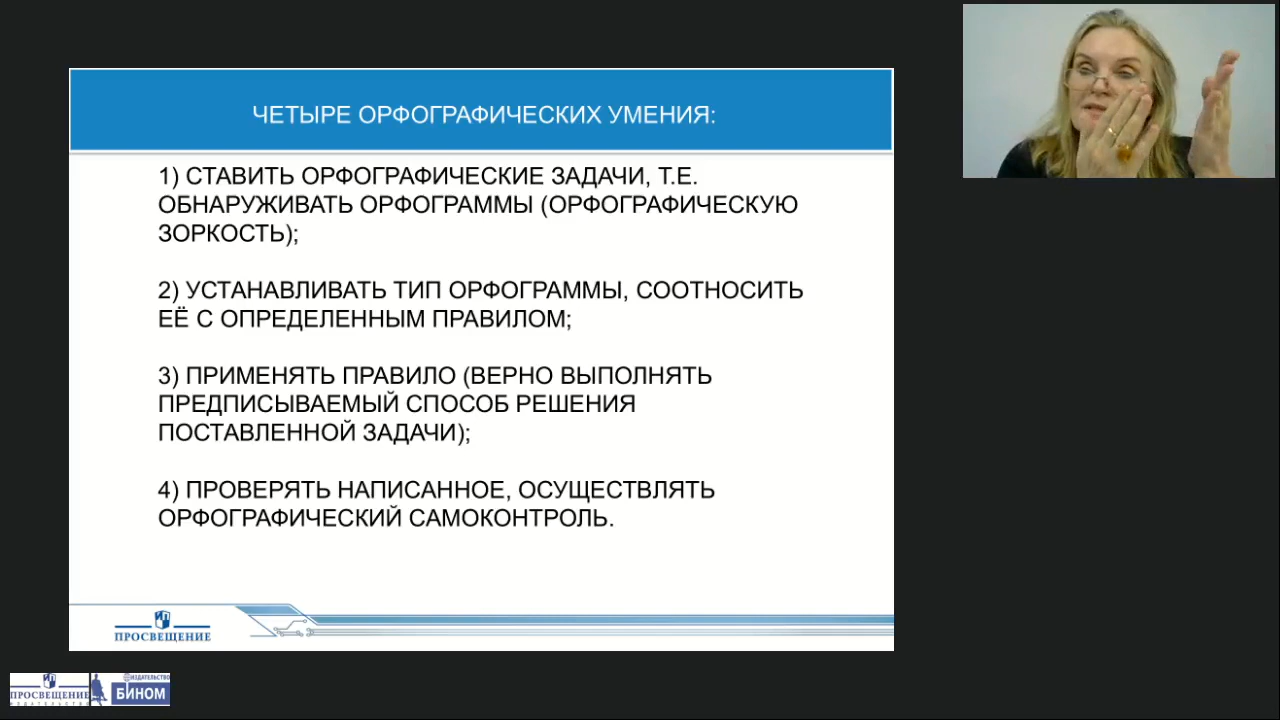 ЧЕТЫРЕ ОРФОГРАФИЧЕСКИХ УМЕНИЯ:
1) СТАВИТЬ ОРФОГРАФИЧЕСКИЕ ЗАДАЧИ, Т.Е.
ОБНАРУЖИВАТЬ ОРФОГРАММЫ (ОРФОГРАФИЧЕСКУЮ
ЗОРКОСТЬ);
2) УСТАНАВЛИВАТЬ ТИП ОРФОГРАММЫ, СООТНОСИТЬ
ЕЁ С ОПРЕДЕЛЕННЫМ ПРАВИЛОМ;
3) ПРИМЕНЯТЬ ПРАВИЛО (ВЕРНО ВЫПОЛНЯТЬ
ПРЕДПИСЫВАЕМЫЙ СПОСОБ РЕШЕНИЯ
ПОСТАВЛЕННОЙ ЗАДАЧИ);
4) ПРОВЕРЯТЬ НАПИСАННОЕ, ОСУЩЕСТВЛЯТЬ
ОРФОГРАФИЧЕСКИЙ САМОКОНТРОЛЬ.
ПРОСВЕЩЕНИЕ
ПРОСВЕЩЕНИЕ
ИЗДАТЕЛЬСТВО
ИЗДАТЕЛЬСТВО
БИНОМ